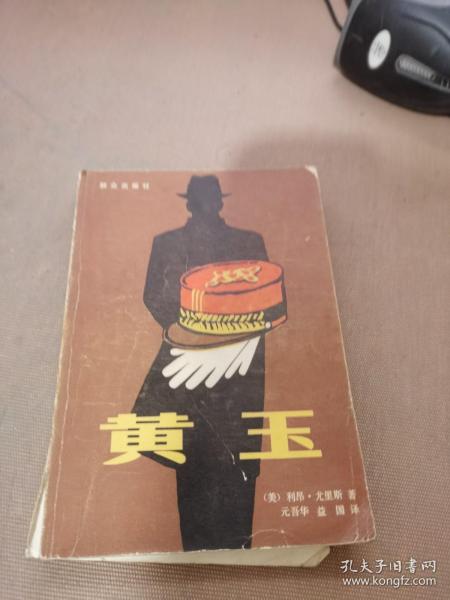 群众出版社
黄玉
（美）利昂·尤里斯 著
元吾华 益国 译
孔夫子旧书网
www.kongfz.com